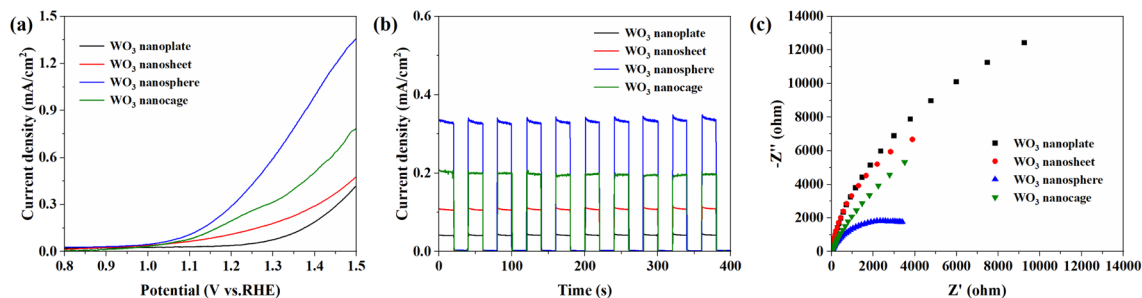 (a)
1.5
1.2
0.9
0.6
0.3
0.0
Current density (mA/cm²)
WO₃ nanoplate
WO₃ nanosheet
WO₃ nanosphere
WO₃ nanocage
0.8 0.9 1.0 1.1 1.2 1.3 1.4 1.5
Potential (V vs.RHE)
(b)
0.6
0.4
0.2
0.0
Current density (mA/cm²)
WO₃ nanoplate
WO₃ nanosheet
WO₃ nanosphere
WO₃ nanocage
0 100 200 300 400
Time (s)
(c)
14000
12000
10000
8000
6000
4000
2000
0
-Z'' (ohm)
WO₃ nanoplate
WO₃ nanosheet
WO₃ nanosphere
WO₃ nanocage
0 2000 4000 6000 8000 10000 12000 14000
Z' (ohm)